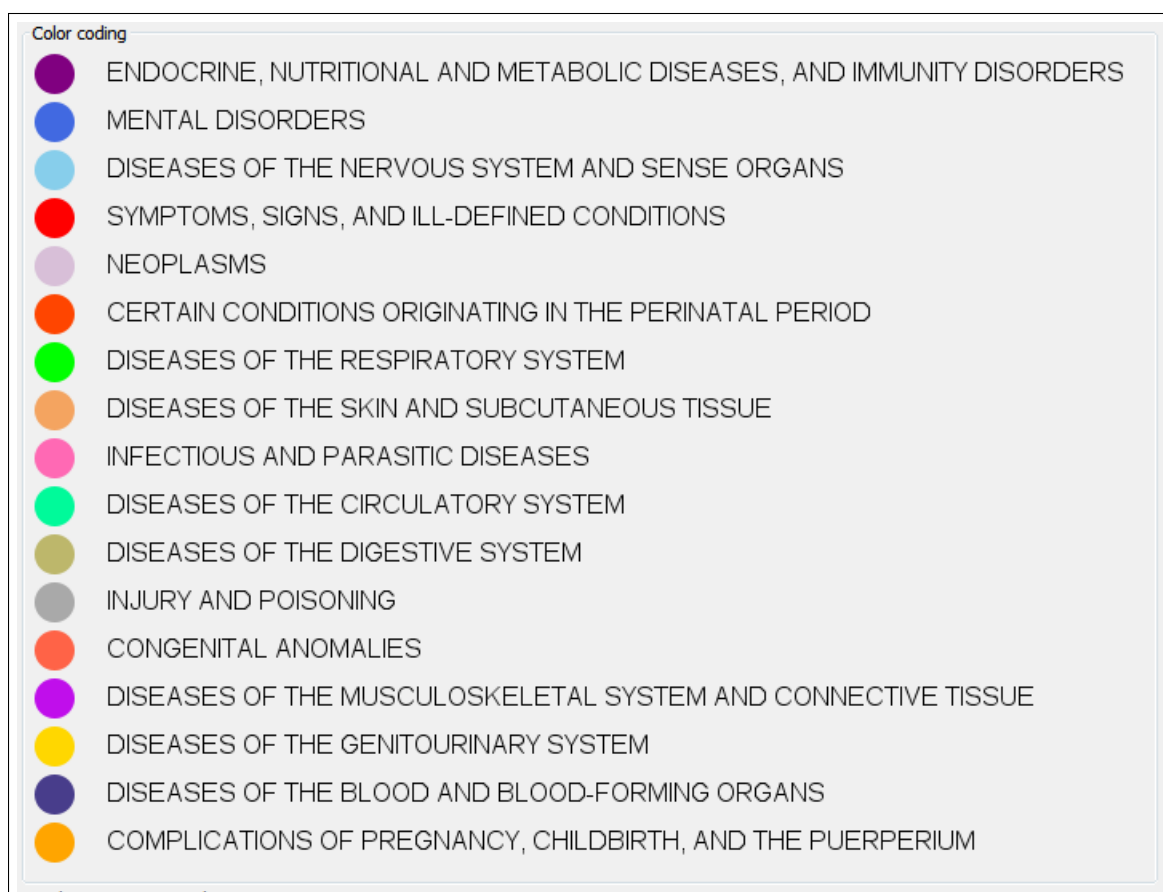 Color coding
ENDOCRINE, NUTRITIONAL AND METABOLIC DISEASES, AND IMMUNITY DISORDERS
MENTAL DISORDERS
DISEASES OF THE NERVOUS SYSTEM AND SENSE ORGANS
SYMPTOMS, SIGNS, AND ILL-DEFINED CONDITIONS
NEOPLASMS
CERTAIN CONDITIONS ORIGINATING IN THE PERINATAL PERIOD
DISEASES OF THE RESPIRATORY SYSTEM
DISEASES OF THE SKIN AND SUBCUTANEOUS TISSUE
INFECTIOUS AND PARASITIC DISEASES
DISEASES OF THE CIRCULATORY SYSTEM
DISEASES OF THE DIGESTIVE SYSTEM
INJURY AND POISONING
CONGENITAL ANOMALIES
DISEASES OF THE MUSCULOSKELETAL SYSTEM AND CONNECTIVE TISSUE
DISEASES OF THE GENITOURINARY SYSTEM
DISEASES OF THE BLOOD AND BLOOD-FORMING ORGANS
COMPLICATIONS OF PREGNANCY, CHILDBIRTH, AND THE PUERPERIUM